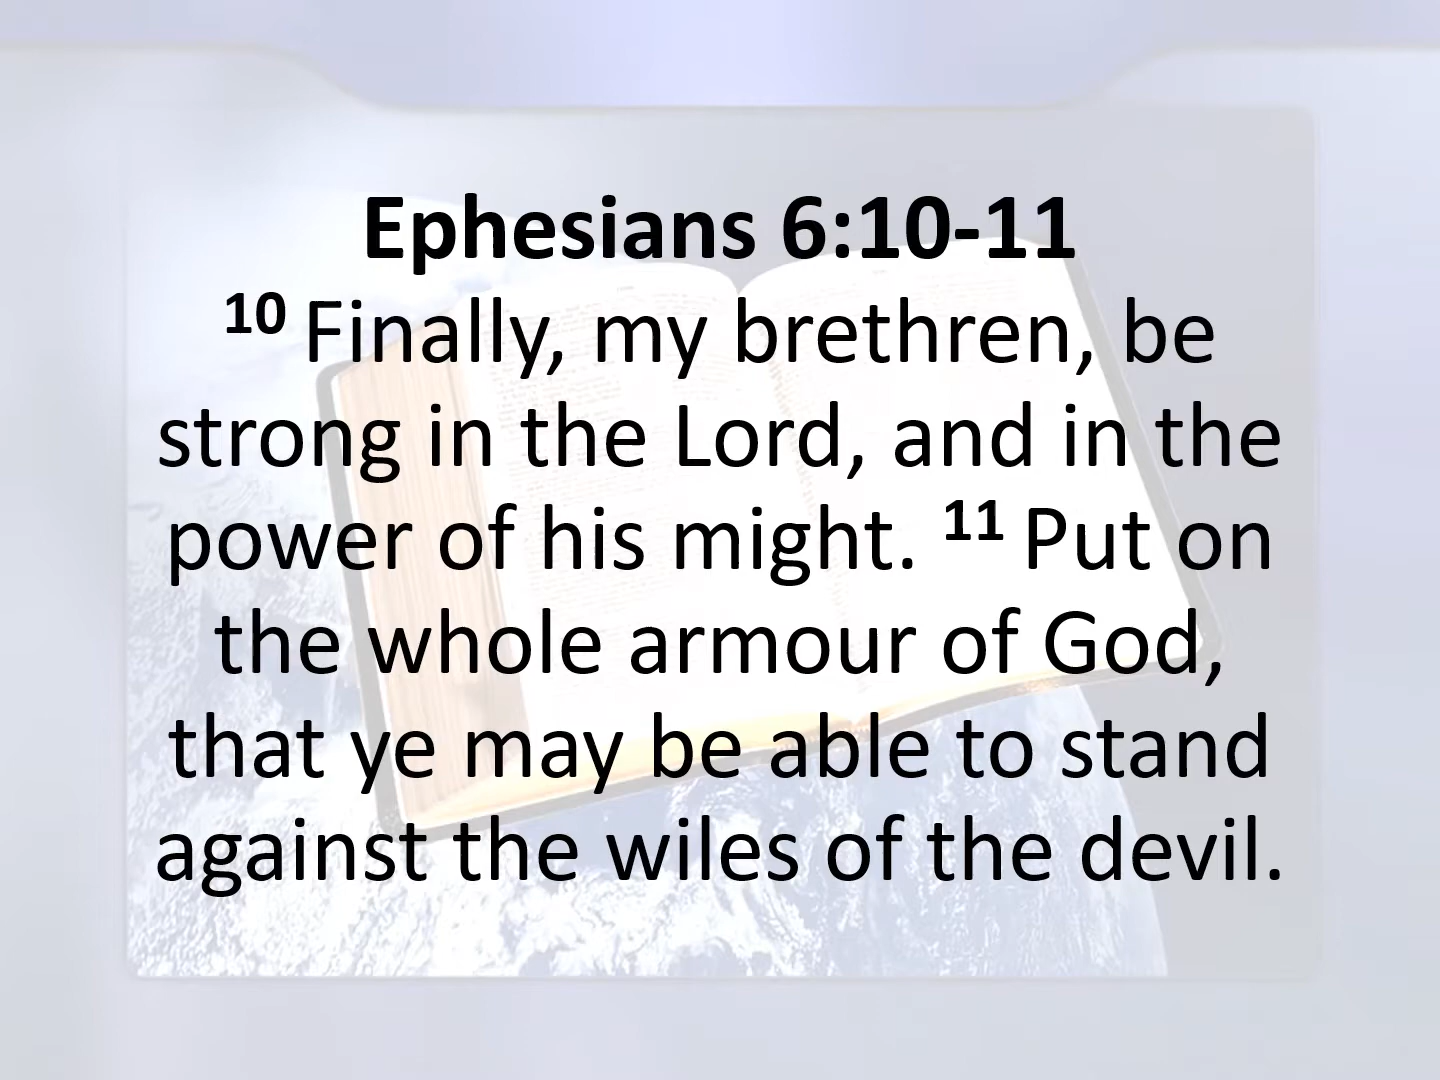 Ephesians 6:10-11
10 Finally, my brethren, be
strong in the Lord, and in the
power of his might. 11 Put on
the whole armour of God,
that ye may be able to stand
against the wiles of the devil.